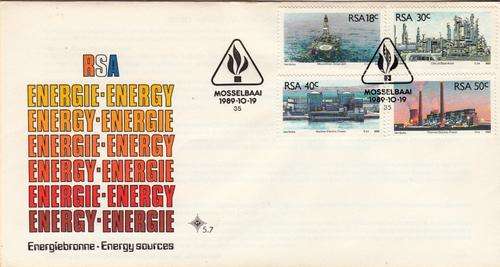 RSA
ENERGIE·ENERGY
ENERGY·ENERGIE
ENERGIE·ENERGY
ENERGY·ENERGIE
ENERGIE·ENERGY
ENERGY·ENERGIE
Energiebronne · Energy sources
5.7
MOSSELBAAI
1989·10·19
35
RSA 18c
RSA 30c
MOSSELBAAI
1989·10·19
35
RSA 40c
RSA 50c